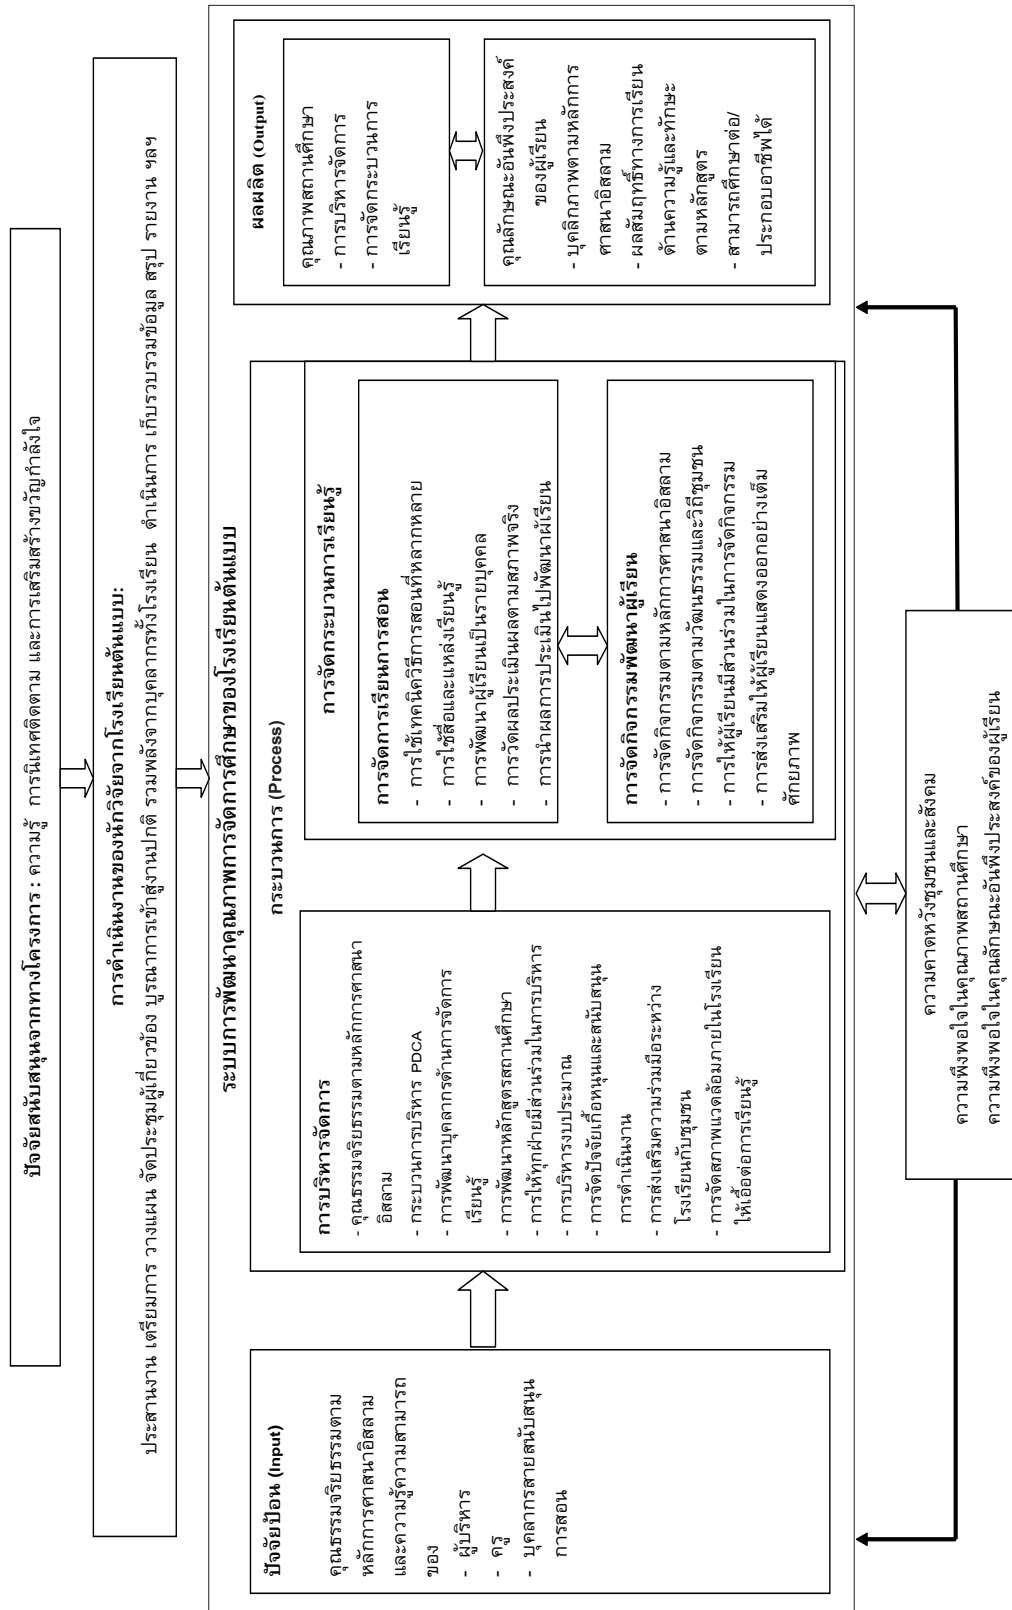 ปัจจัยสนับสนุนจากทางโครงการ : ความรู้ การนิเทศติดตาม และการเสริมสร้างขวัญกำลังใจ
การดำเนินงานของนักวิจัยจากโรงเรียนต้นแบบ:
ประสานงาน เตรียมการ วางแผน จัดประชุมผู้เกี่ยวข้อง บูรณาการเข้าสู่งานปกติ รวมพลังจากบุคลากรทั้งโรงเรียน ดำเนินการ เก็บรวบรวมข้อมูล สรุป รายงาน ฯลฯ
ระบบการพัฒนาคุณภาพการจัดการศึกษาของโรงเรียนต้นแบบ
ปัจจัยป้อน (Input)
คุณธรรมจริยธรรมตาม
หลักการศาสนาอิสลาม
และความรู้ความสามารถ
ของ
- ผู้บริหาร
- ครู
- บุคลากรสายสนับสนุน
การสอน
กระบวนการ (Process)
การบริหารจัดการ
- คุณธรรมจริยธรรมตามหลักการศาสนา
อิสลาม
- กระบวนการบริหาร PDCA
- การพัฒนาบุคลากรด้านการจัดการ
เรียนรู้
- การพัฒนาหลักสูตรสถานศึกษา
- การให้ทุกฝ่ายมีส่วนร่วมในการบริหาร
- การบริหารงบประมาณ
- การจัดปัจจัยเกื้อหนุนและสนับสนุน
การดำเนินงาน
- การส่งเสริมความร่วมมือระหว่าง
โรงเรียนกับชุมชน
- การจัดสภาพแวดล้อมภายในโรงเรียน
ให้เอื้อต่อการเรียนรู้
การจัดกระบวนการเรียนรู้
การจัดการเรียนการสอน
- การใช้เทคนิควิธีการสอนที่หลากหลาย
- การใช้สื่อและแหล่งเรียนรู้
- การพัฒนาผู้เรียนเป็นรายบุคคล
- การวัดผลประเมินผลตามสภาพจริง
- การนำผลการประเมินไปพัฒนาผู้เรียน
การจัดกิจกรรมพัฒนาผู้เรียน
- การจัดกิจกรรมตามหลักการศาสนาอิสลาม
- การจัดกิจกรรมตามวัฒนธรรมและวิถีชุมชน
- การให้ผู้เรียนมีส่วนร่วมในการจัดกิจกรรม
- การส่งเสริมให้ผู้เรียนแสดงออกอย่างเต็ม
ศักยภาพ
ผลผลิต (Output)
คุณภาพสถานศึกษา
- การบริหารจัดการ
- การจัดกระบวนการ
เรียนรู้
คุณลักษณะอันพึงประสงค์
ของผู้เรียน
- บุคลิกภาพตามหลักการ
ศาสนาอิสลาม
- ผลสัมฤทธิ์ทางการเรียน
ด้านความรู้และทักษะ
ตามหลักสูตร
- สามารถศึกษาต่อ/
ประกอบอาชีพได้
ความคาดหวังชุมชนและสังคม
ความพึงพอใจในคุณภาพสถานศึกษา
ความพึงพอใจในคุณลักษณะอันพึงประสงค์ของผู้เรียน